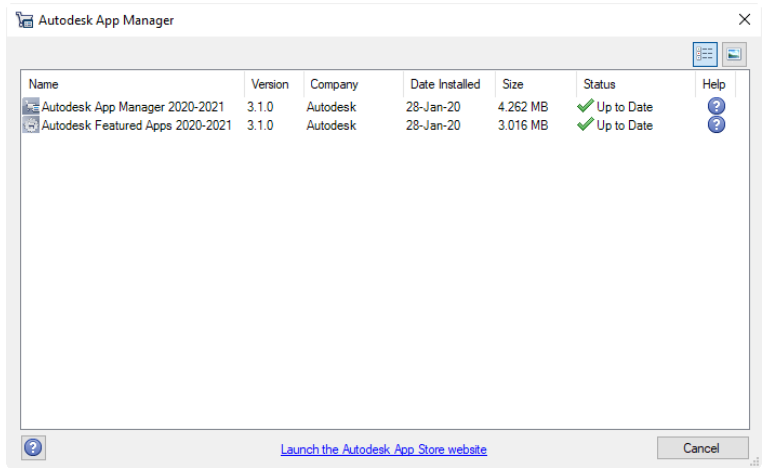 Autodesk App Manager
Name Version Company Date Installed Size Status Help
Autodesk App Manager 2020-2021 3.1.0 Autodesk 28-Jan-20 4.262 MB Up to Date ?
Autodesk Featured Apps 2020-2021 3.1.0 Autodesk 28-Jan-20 3.016 MB Up to Date ?
? Launch the Autodesk App Store website Cancel